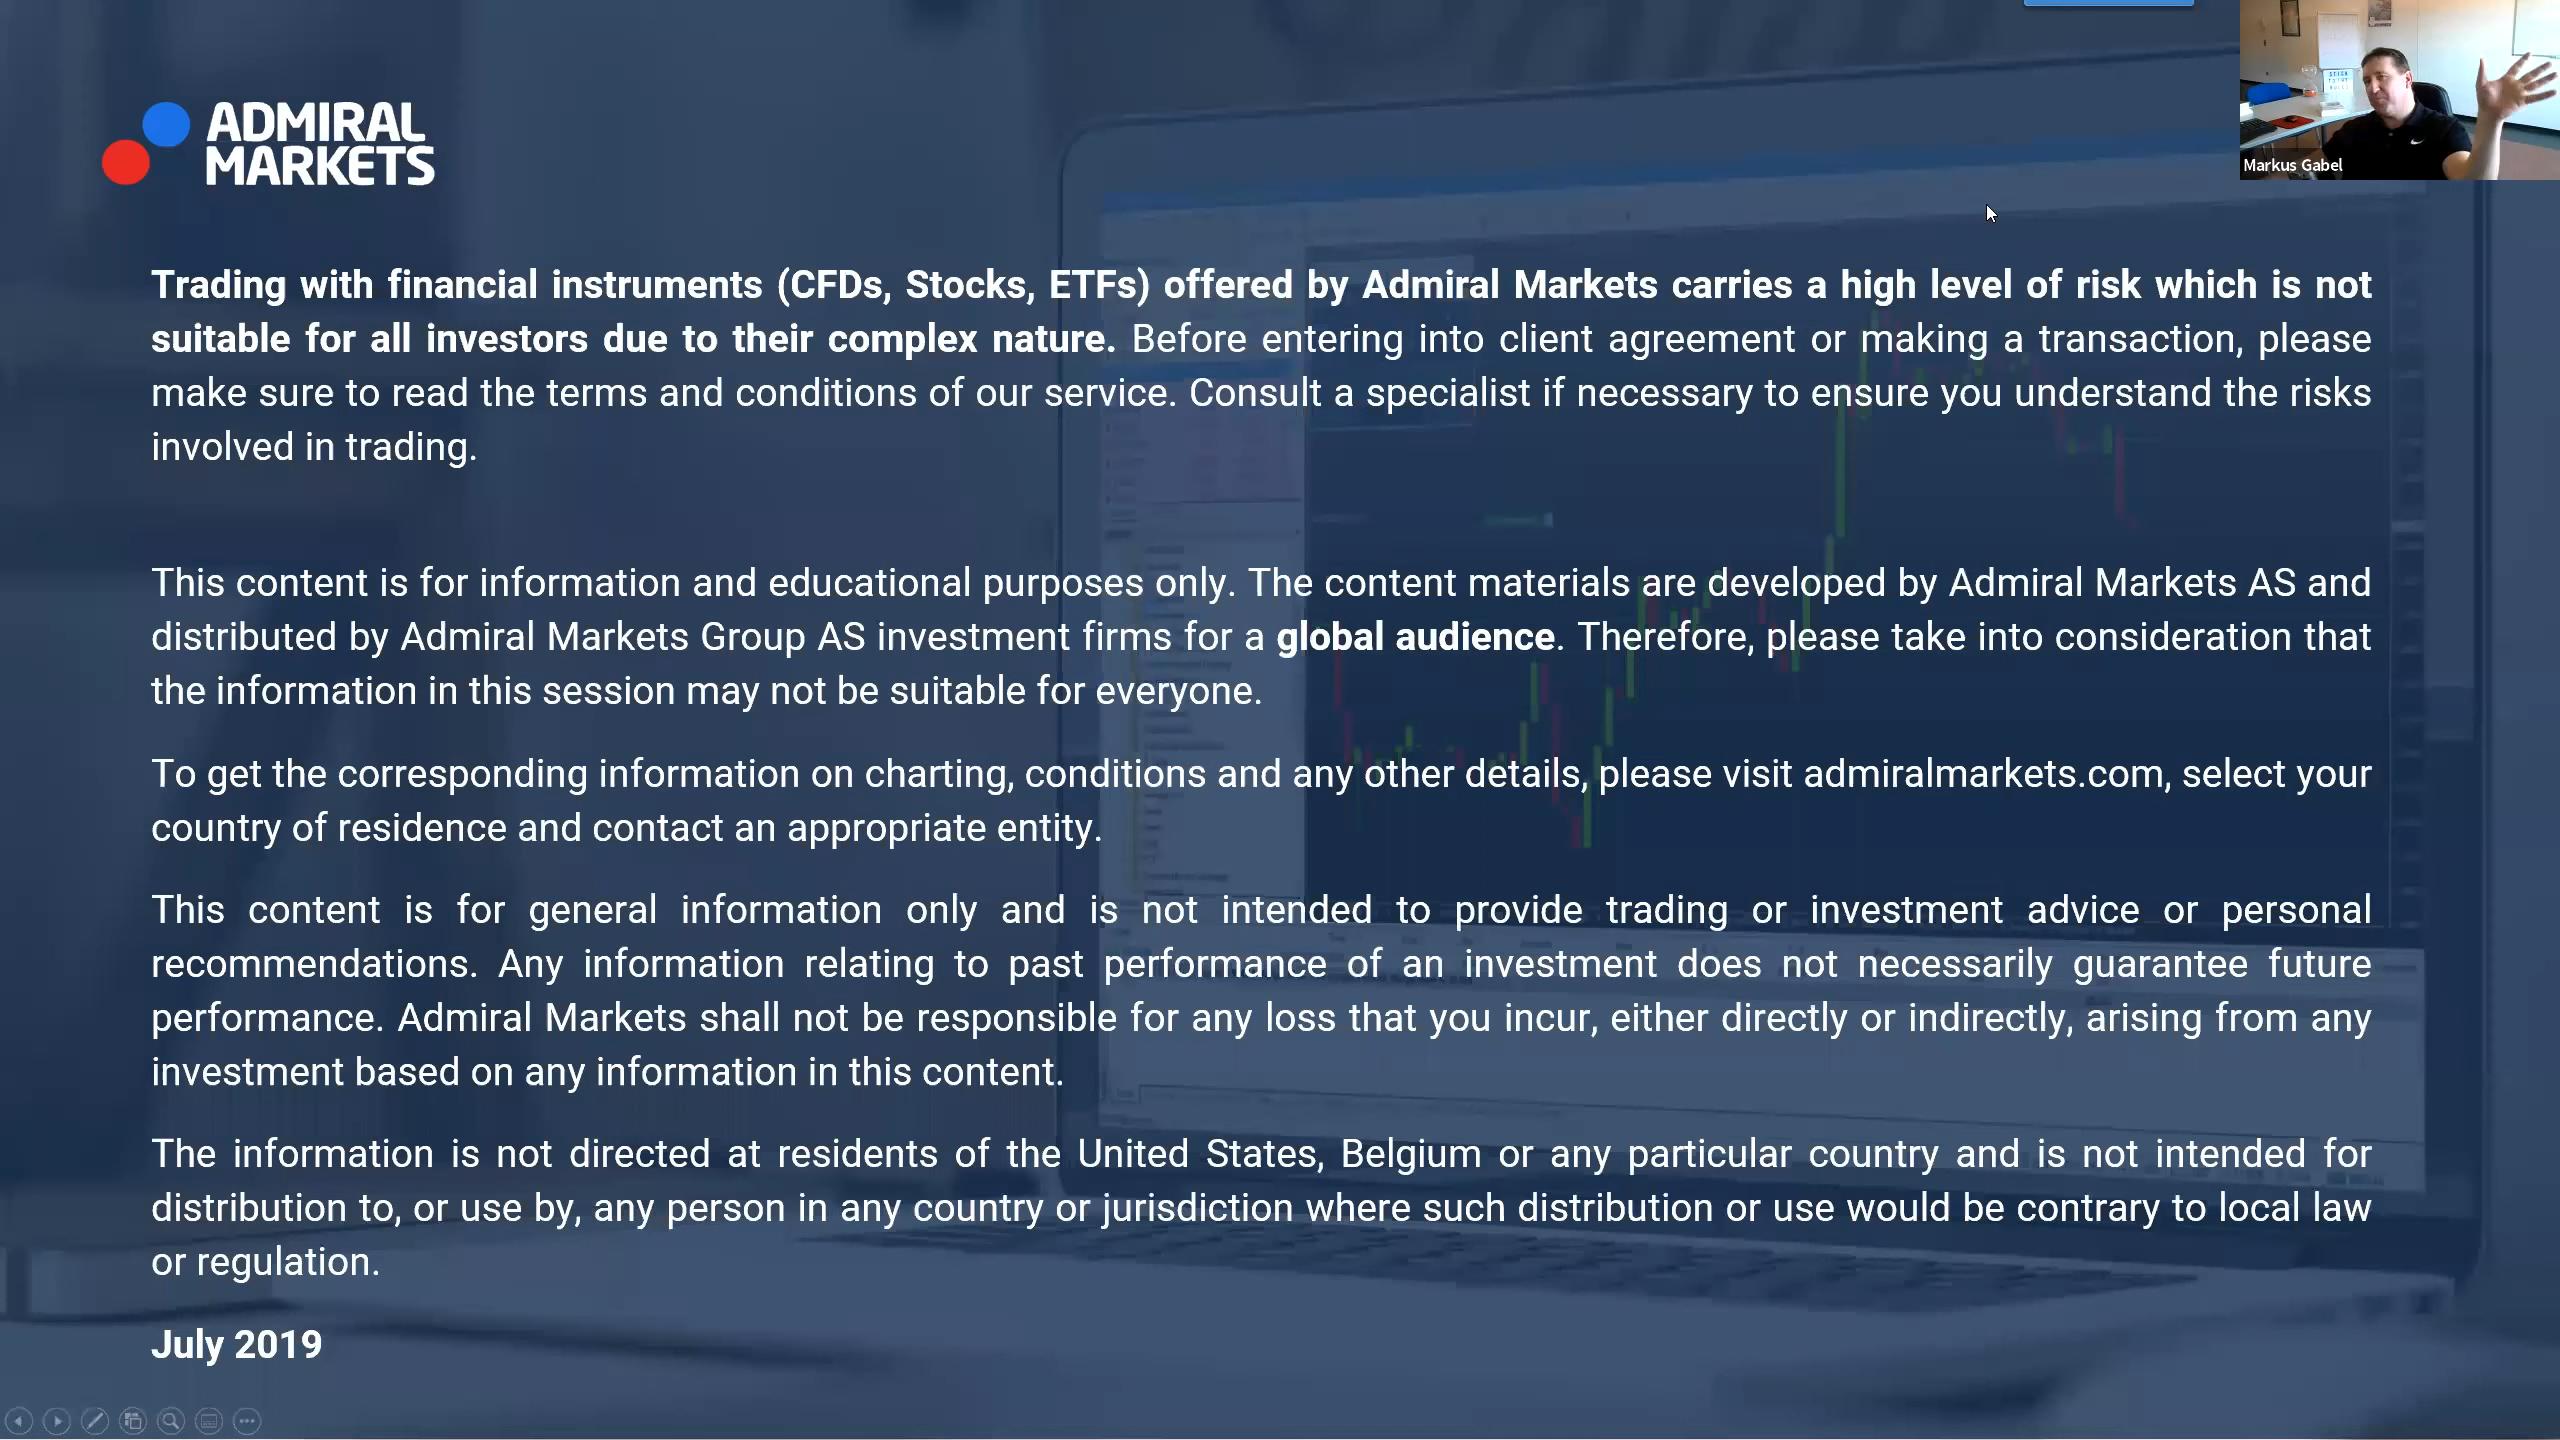 ADMIRAL
MARKETS
Markus Gabel
Trading with financial instruments (CFDs, Stocks, ETFs) offered by Admiral Markets carries a high level of risk which is not
suitable for all investors due to their complex nature. Before entering into client agreement or making a transaction, please
make sure to read the terms and conditions of our service. Consult a specialist if necessary to ensure you understand the risks
involved in trading.
This content is for information and educational purposes only. The content materials are developed by Admiral Markets AS and
distributed by Admiral Markets Group AS investment firms for a global audience. Therefore, please take into consideration that
the information in this session may not be suitable for everyone.
To get the corresponding information on charting, conditions and any other details, please visit admiralmarkets.com, select your
country of residence and contact an appropriate entity.
This content is for general information only and is not intended to provide trading or investment advice or personal
recommendations. Any information relating to past performance of an investment does not necessarily guarantee future
performance. Admiral Markets shall not be responsible for any loss that you incur, either directly or indirectly, arising from any
investment based on any information in this content.
The information is not directed at residents of the United States, Belgium or any particular country and is not intended for
distribution to, or use by, any person in any country or jurisdiction where such distribution or use would be contrary to local law
or regulation.
July 2019